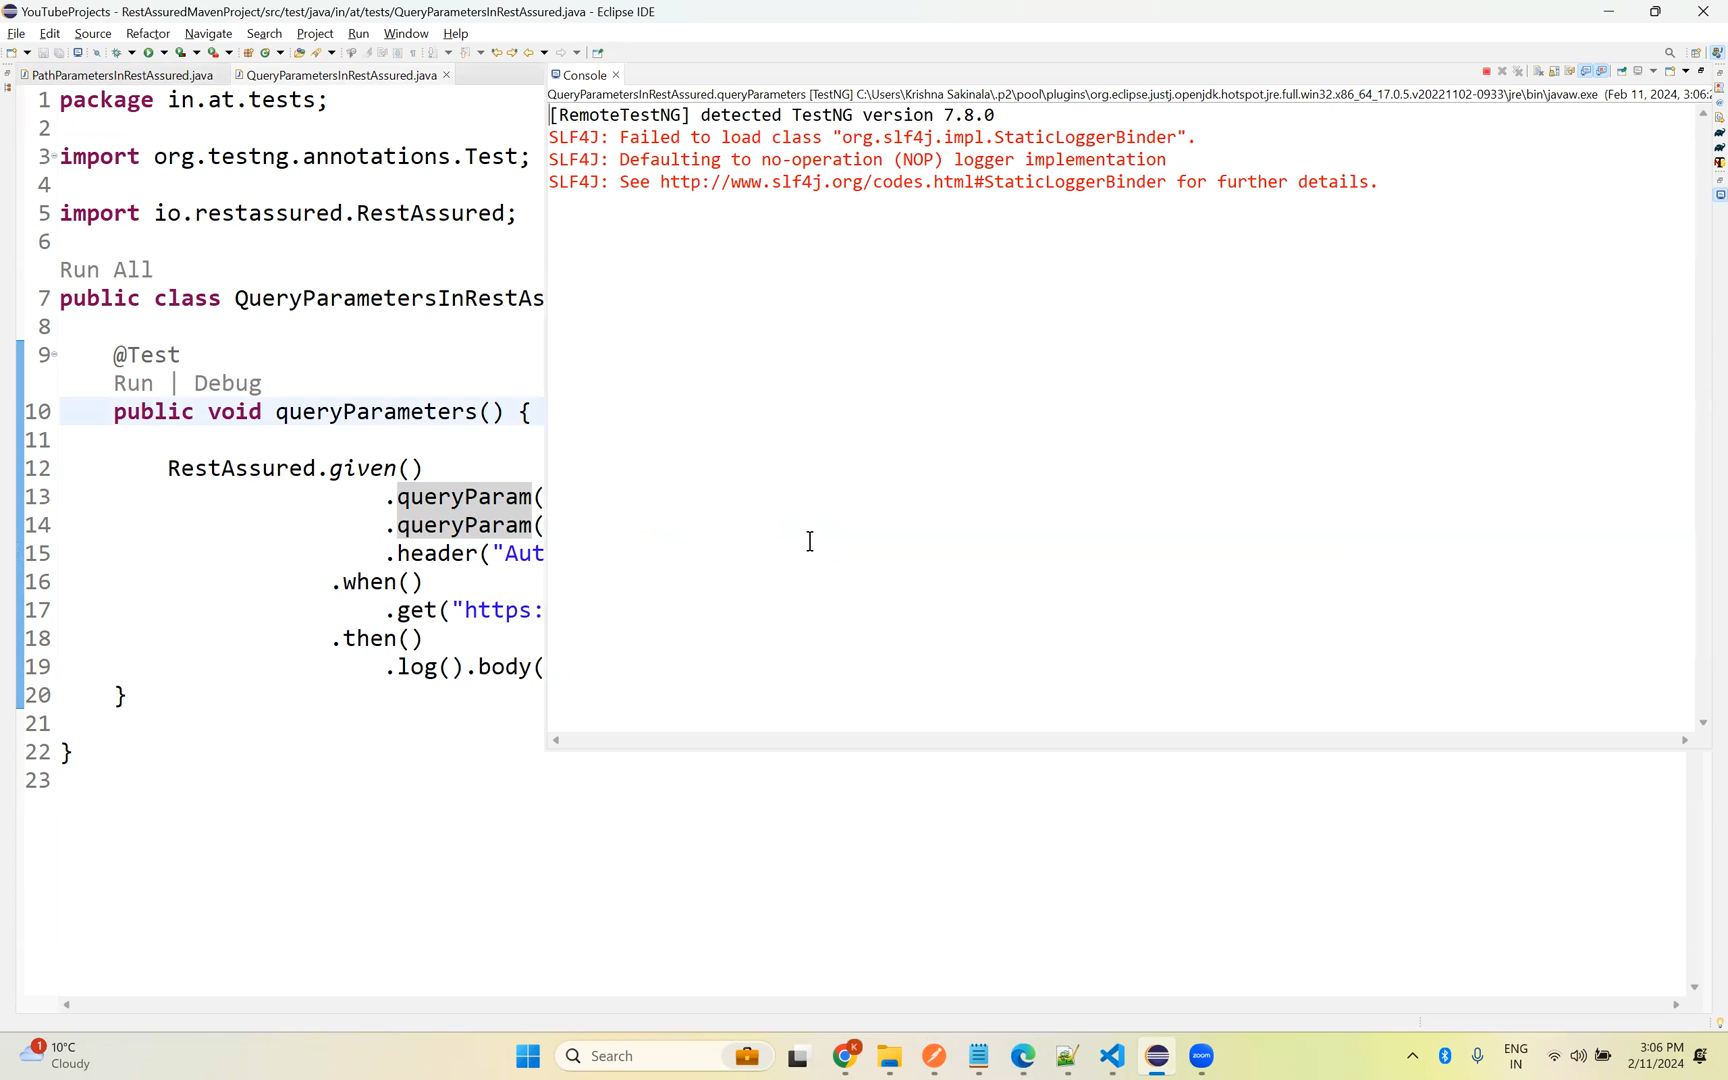 YouTubeProjects - RestAssuredMavenProject/src/test/java/in/at/tests/QueryParametersInRestAssured.java - Eclipse IDE
File Edit Source Refactor Navigate Search Project Run Window Help
PathParametersInRestAssured.java QueryParametersInRestAssured.java
Console
QueryParametersInRestAssured.queryParameters [TestNG] C:\Users\Krishna Sakinala\.p2\pool\plugins\org.eclipse.justj.openjdk.hotspot.jre.full.win32.x86_64_17.0.5.v20221102-0933\jre\bin\javaw.exe (Feb 11, 2024, 3:06:
[RemoteTestNG] detected TestNG version 7.8.0
SLF4J: Failed to load class "org.slf4j.impl.StaticLoggerBinder".
SLF4J: Defaulting to no-operation (NOP) logger implementation
SLF4J: See http://www.slf4j.org/codes.html#StaticLoggerBinder for further details.
1 package in.at.tests;
2
3 import org.testng.annotations.Test;
4
5 import io.restassured.RestAssured;
6
Run All
7 public class QueryParametersInRestAs
8
9 @Test
Run | Debug
10 public void queryParameters() {
11
12 RestAssured.given()
13 .queryParam(
14 .queryParam(
15 .header("Aut
16 .when()
17 .get("https:
18 .then()
19 .log().body(
20 }
21
22 }
23
1
10°C
Cloudy
Search
K
zoom
ENG
IN
3:06 PM
2/11/2024